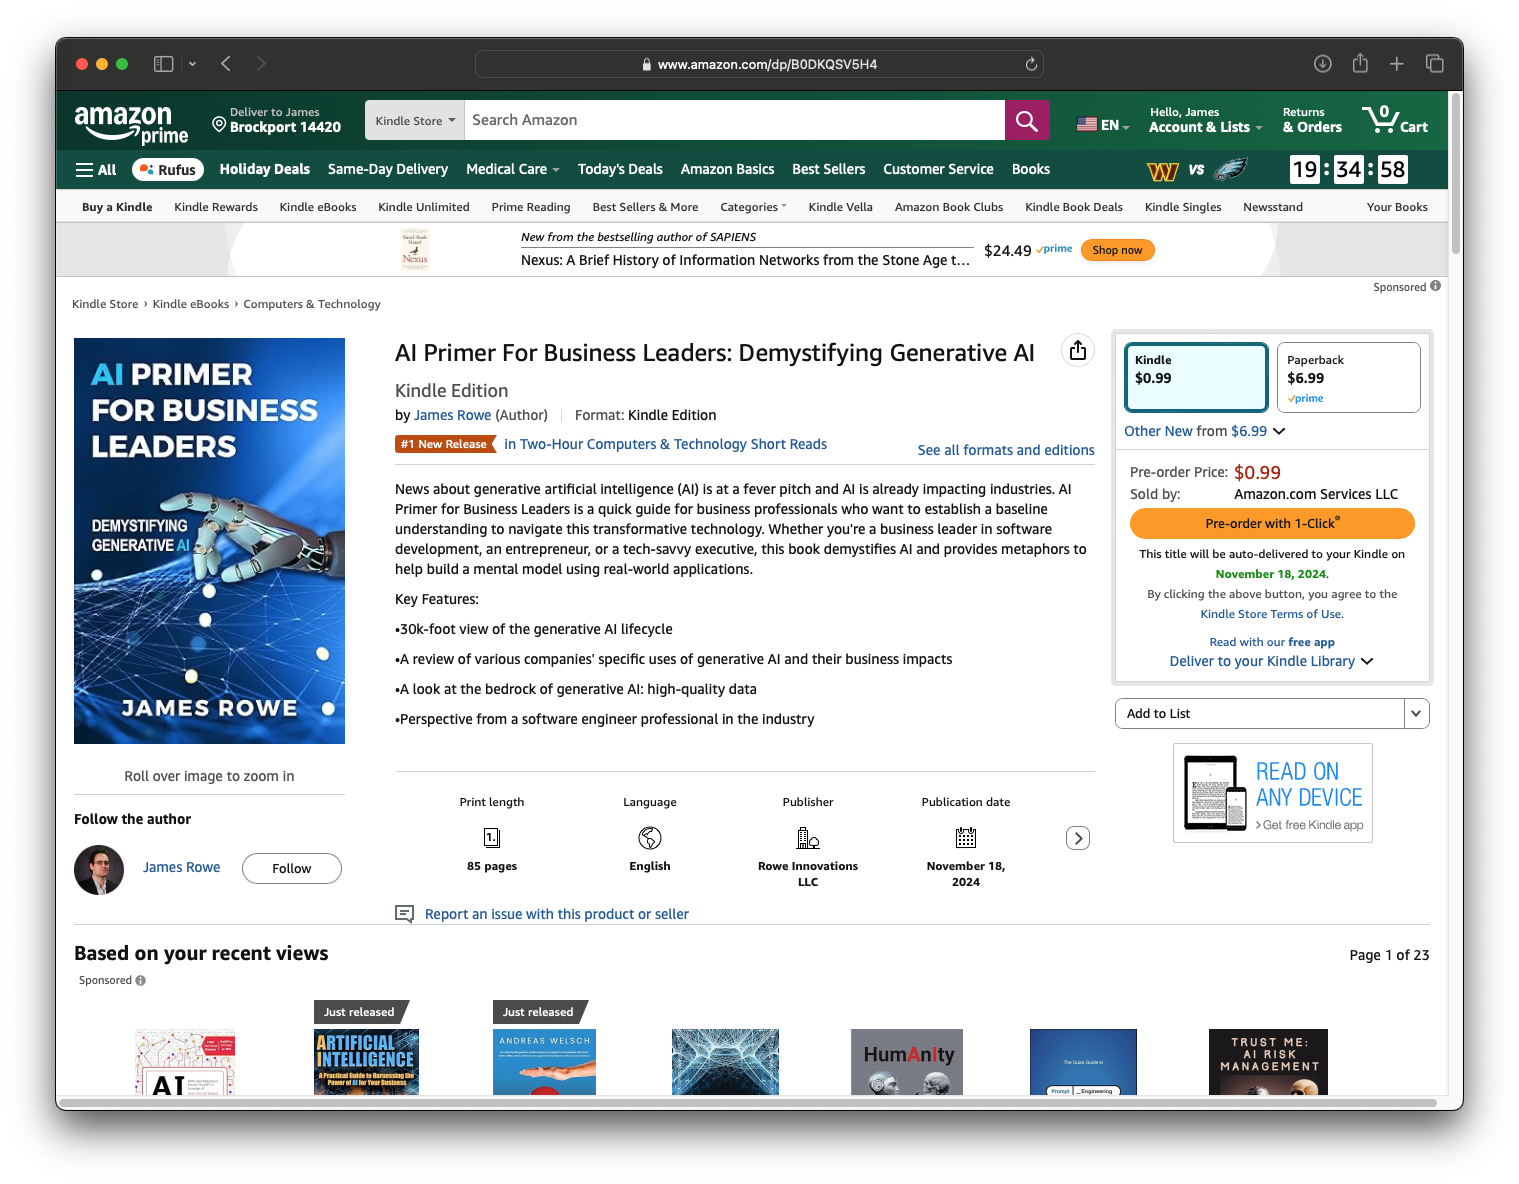 www.amazon.com/dp/B0DKQSV5H4
amazon prime
Deliver to James
Brockport 14420
Kindle Store
Search Amazon
EN
Hello, James
Account & Lists
Returns
& Orders
0
Cart
All
Rufus
Holiday Deals
Same-Day Delivery
Medical Care
Today's Deals
Amazon Basics
Best Sellers
Customer Service
Books
VS
19 : 34 : 58
Buy a Kindle
Kindle Rewards
Kindle eBooks
Kindle Unlimited
Prime Reading
Best Sellers & More
Categories
Kindle Vella
Amazon Book Clubs
Kindle Book Deals
Kindle Singles
Newsstand
Your Books
Yuval Noah
Harari
Nexus
New from the bestselling author of SAPIENS
Nexus: A Brief History of Information Networks from the Stone Age t...
$24.49 prime
Shop now
Sponsored
Kindle Store › Kindle eBooks › Computers & Technology
AI PRIMER
FOR BUSINESS
LEADERS
DEMYSTIFYING
GENERATIVE AI
JAMES ROWE
Roll over image to zoom in
Follow the author
James Rowe
Follow
AI Primer For Business Leaders: Demystifying Generative AI
Kindle Edition
by James Rowe (Author)
Format: Kindle Edition
#1 New Release in Two-Hour Computers & Technology Short Reads
See all formats and editions
News about generative artificial intelligence (AI) is at a fever pitch and AI is already impacting industries. AI
Primer for Business Leaders is a quick guide for business professionals who want to establish a baseline
understanding to navigate this transformative technology. Whether you're a business leader in software
development, an entrepreneur, or a tech-savvy executive, this book demystifies AI and provides metaphors to
help build a mental model using real-world applications.
Key Features:
•30k-foot view of the generative AI lifecycle
•A review of various companies' specific uses of generative AI and their business impacts
•A look at the bedrock of generative AI: high-quality data
•Perspective from a software engineer professional in the industry
Print length
1.
85 pages
Language
English
Publisher
Rowe Innovations
LLC
Publication date
November 18,
2024
Report an issue with this product or seller
Kindle
$0.99
Paperback
$6.99
prime
Other New from $6.99
Pre-order Price: $0.99
Sold by: Amazon.com Services LLC
Pre-order with 1-Click®
This title will be auto-delivered to your Kindle on
November 18, 2024.
By clicking the above button, you agree to the
Kindle Store Terms of Use.
Read with our free app
Deliver to your Kindle Library
Add to List
READ ON
ANY DEVICE
Get free Kindle app
Based on your recent views
Page 1 of 23
Sponsored
AI
Just released
ARTIFICIAL
INTELLIGENCE
A Practical Guide to Harnessing the
Power of AI for Your Business
Just released
ANDREAS WELSCH
HumAnIty
The Quick Guide to
Prompt Engineering
TRUST ME:
AI RISK
MANAGEMENT